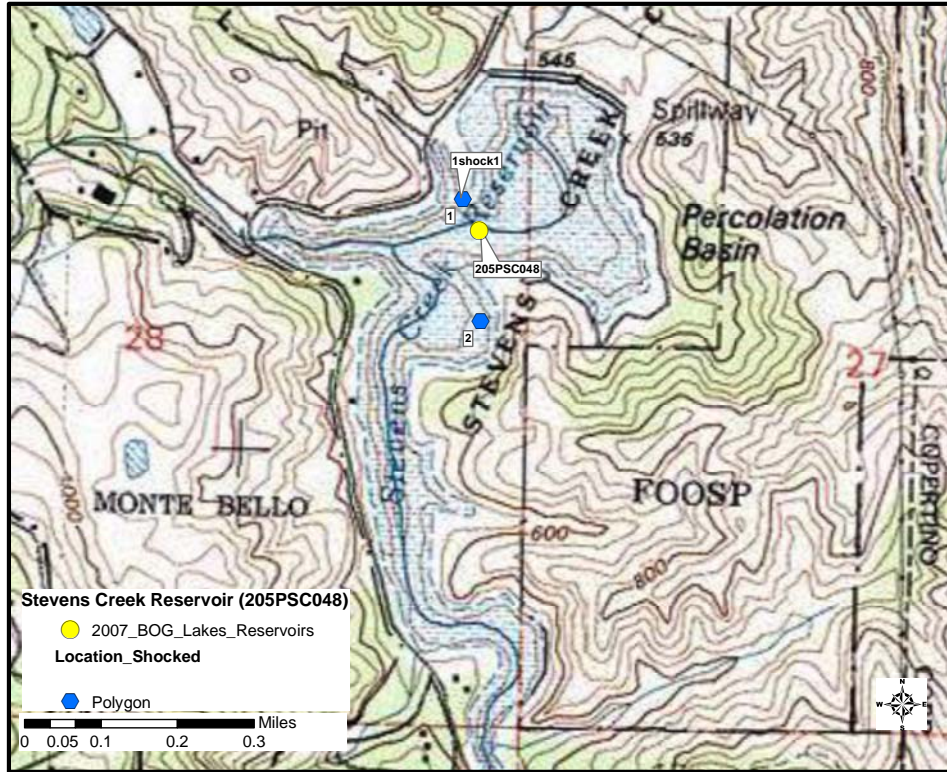 545
Spillway
536
Pit
1shock1
Reservoir
CREEK
1
Percolation
Basin
205PSC048
Creek
28
2
STEVENS
27
Stevens
CUPERTINO
MONTE BELLO
FOOSP
1001
600
800
800
Stevens Creek Reservoir (205PSC048)
2007_BOG_Lakes_Reservoirs
Location_Shocked
Polygon
Miles
0 0.05 0.1 0.2 0.3
N
W E
S